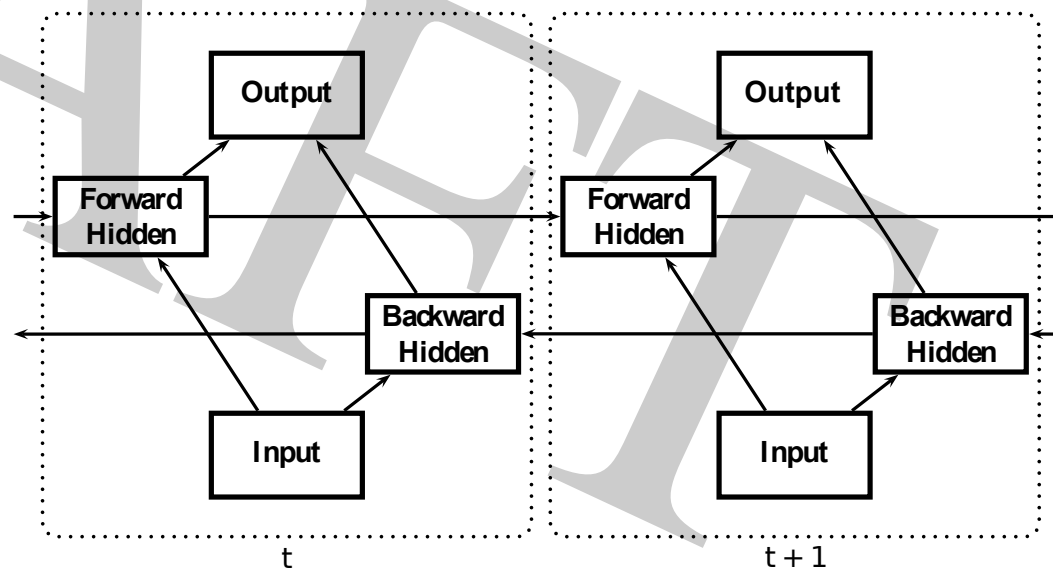 Output
Output
Forward
Hidden
Forward
Hidden
Backward
Hidden
Backward
Hidden
Input
Input
t
t + 1